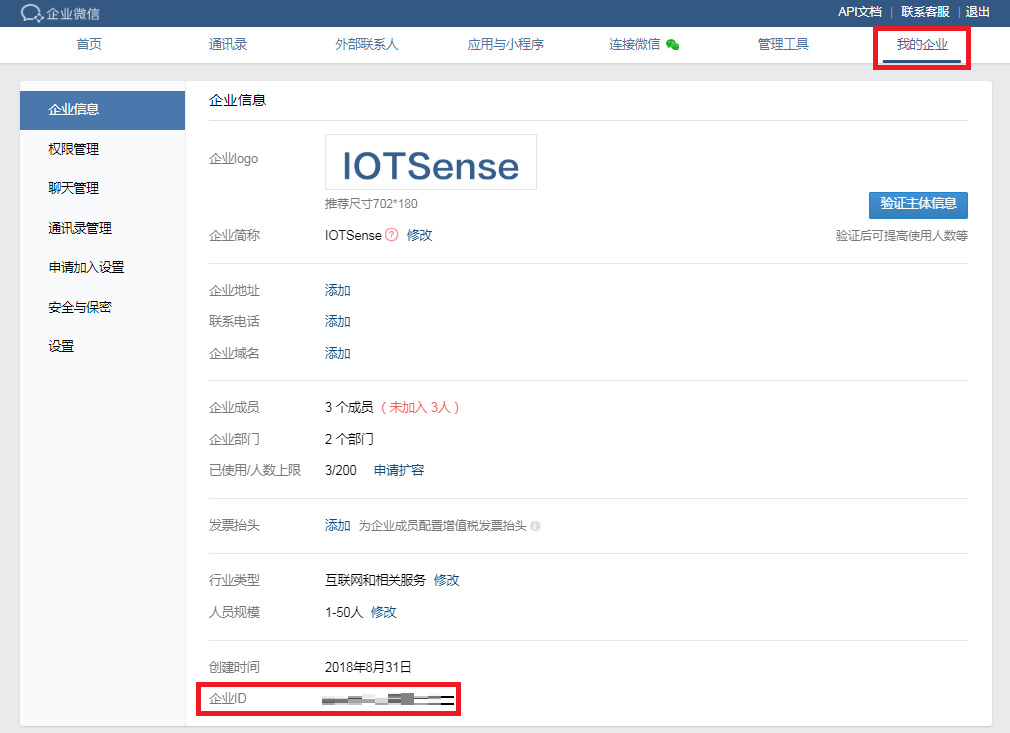 企业微信
API文档 | 联系客服 | 退出
首页 通讯录 外部联系人 应用与小程序 连接微信 管理工具 我的企业
企业信息
权限管理
聊天管理
通讯录管理
申请加入设置
安全与保密
设置
企业信息
企业logo IOTSense
推荐尺寸702*180
验证主体信息
验证后可提高使用人数等
企业简称 IOTSense ? 修改
企业地址 添加
联系电话 添加
企业域名 添加
企业成员 3 个成员 ( 未加入 3人 )
企业部门 2 个部门
已使用/人数上限 3/200 申请扩容
发票抬头 添加 为企业成员配置增值税发票抬头 i
行业类型 互联网和相关服务 修改
人员规模 1-50人 修改
创建时间 2018年8月31日
企业ID